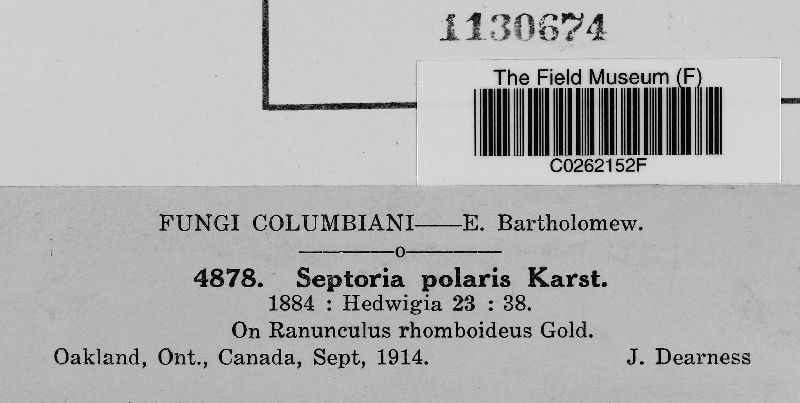 1130674
The Field Museum (F)
C0262152F
FUNGI COLUMBIANI——E. Bartholomew.
————o————
4878. Septoria polaris Karst.
1884 : Hedwigia 23 : 38.
On Ranunculus rhomboideus Gold.
Oakland, Ont., Canada, Sept, 1914. J. Dearness